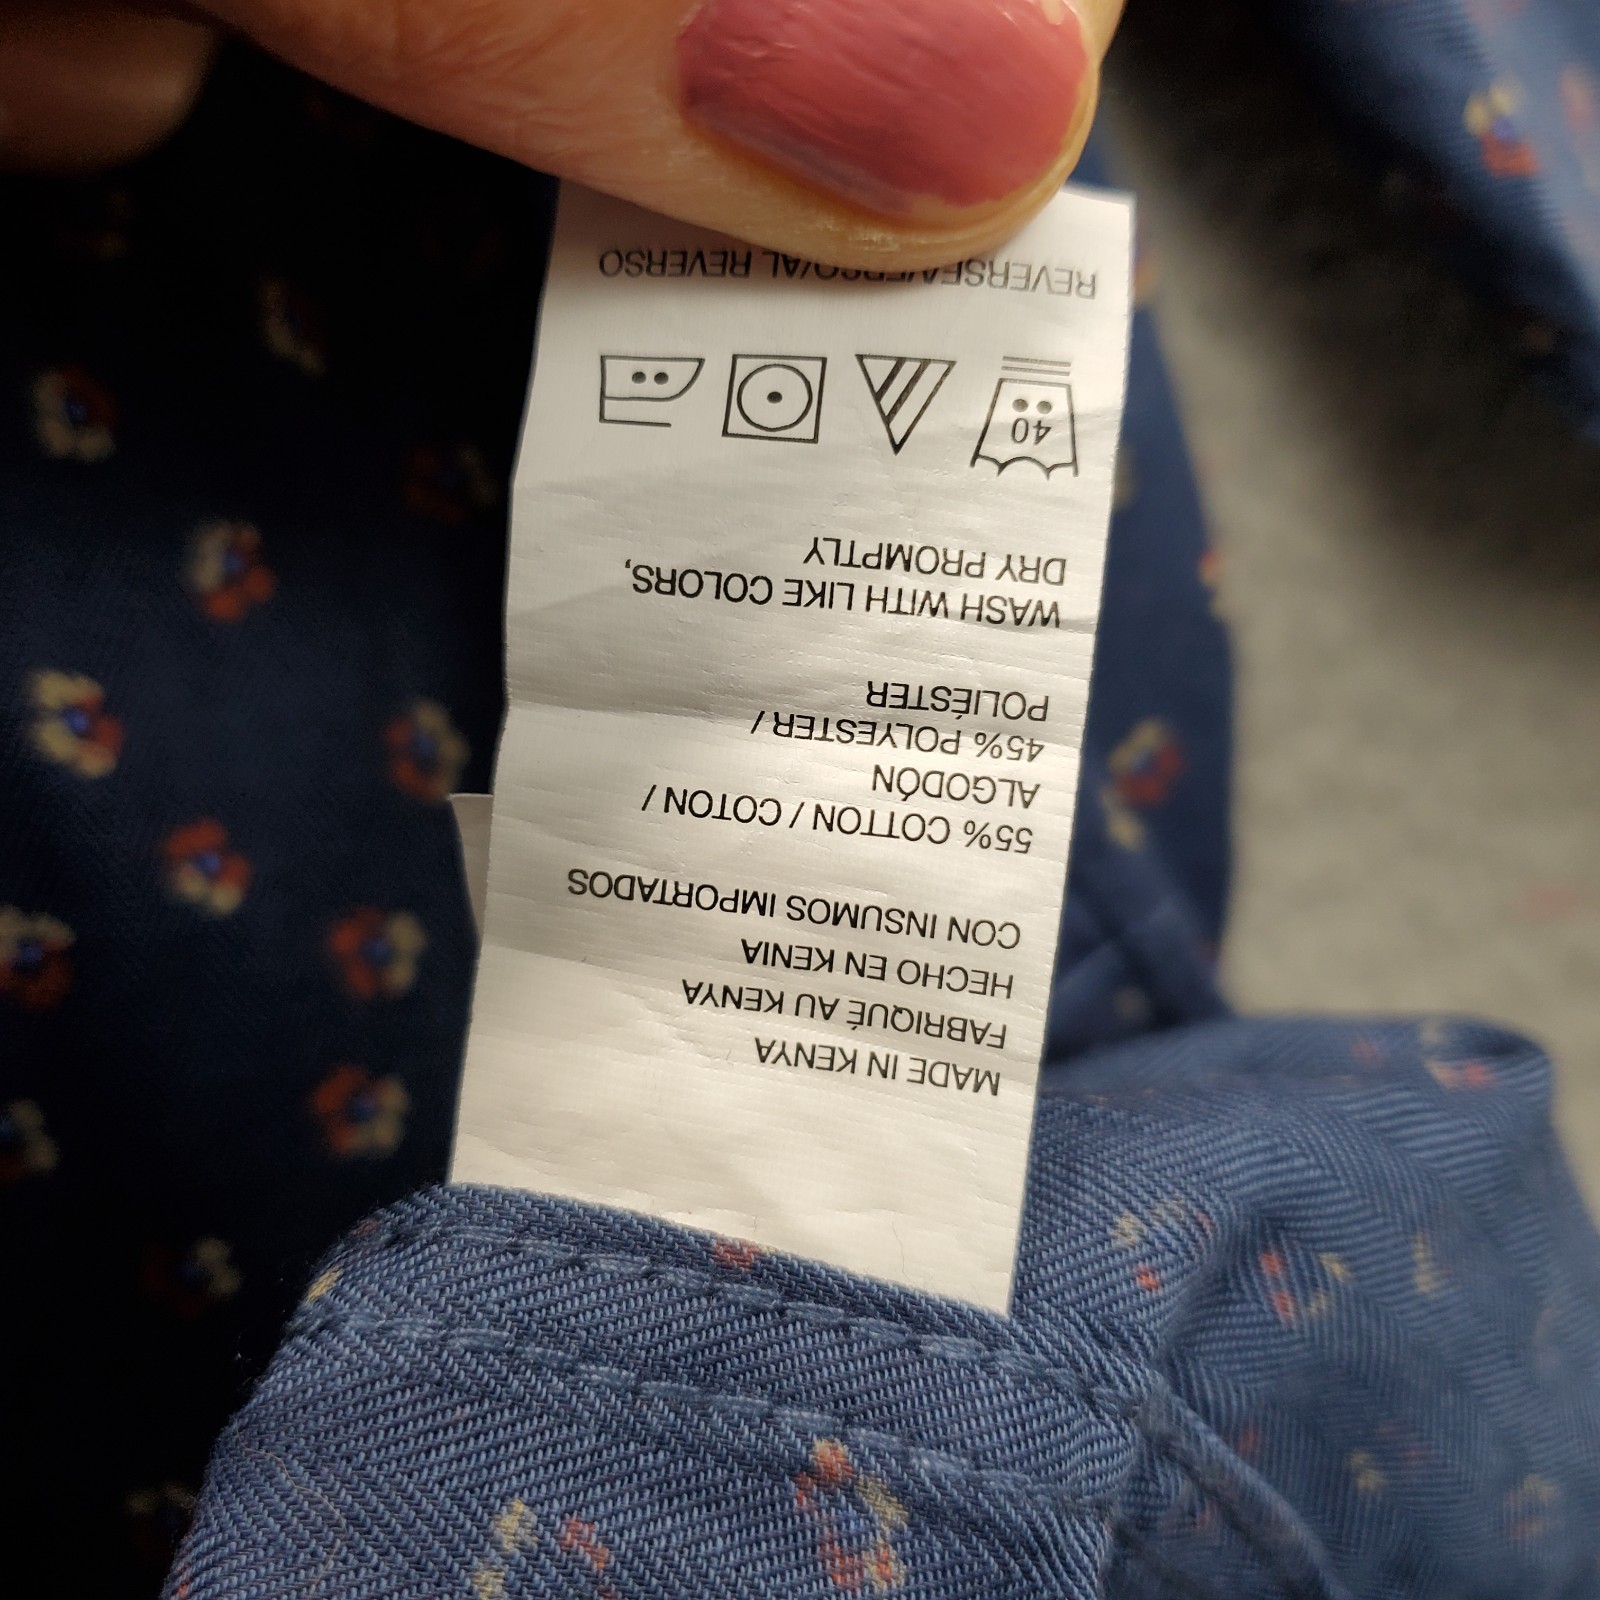 MADE IN KENYA
FABRIQUÉ AU KENYA
HECHO EN KENIA
CON INSUMOS IMPORTADOS
55% COTTON / COTON /
ALGODÓN
45% POLYESTER /
POLIÉSTER
WASH WITH LIKE COLORS,
DRY PROMPTLY
40
REVERSE/VERSO/AL REVERSO